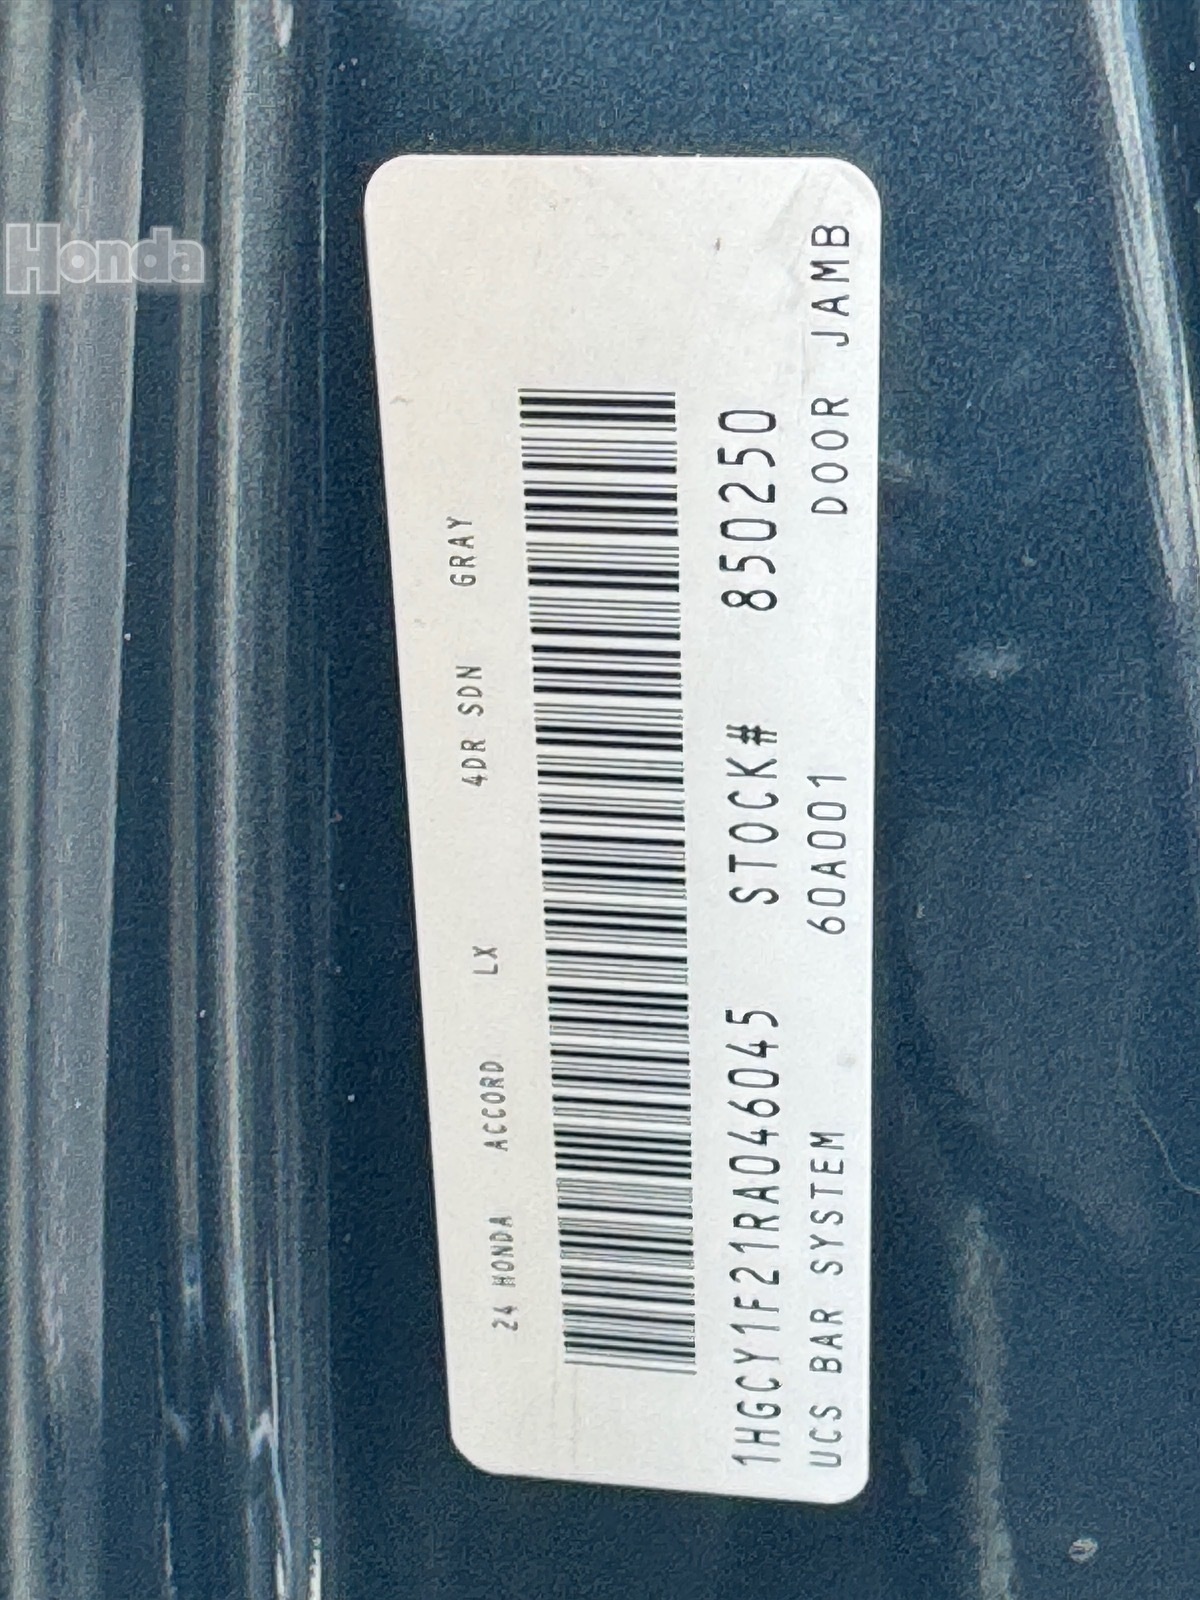 Honda
24 HONDA ACCORD LX 4DR SDN GRAY
1HGCY1F21RA046045 STOCK# 850250
UCS BAR SYSTEM 60A001 DOOR JAMB